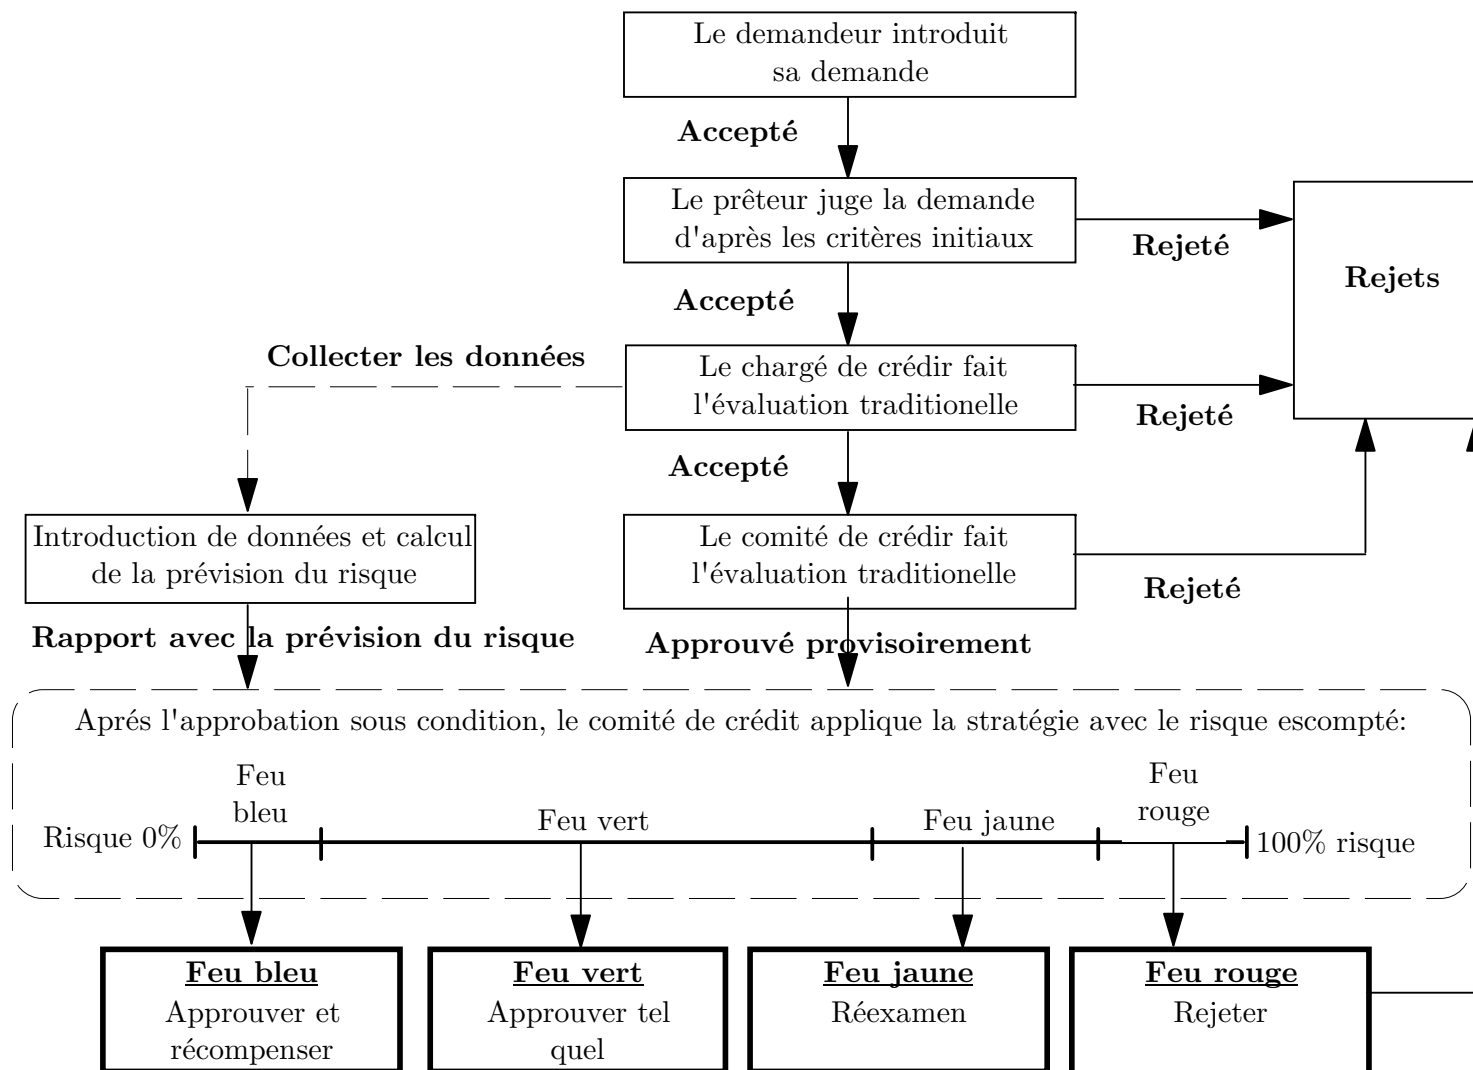 Le demandeur introduit
sa demande
Accepté
Le prêteur juge la demande
d'après les critères initiaux
Rejeté
Rejets
Accepté
Collecter les données
Le chargé de crédir fait
l'évaluation traditionelle
Rejeté
Accepté
Introduction de données et calcul
de la prévision du risque
Le comité de crédir fait
l'évaluation traditionelle
Rejeté
Rapport avec la prévision du risque
Approuvé provisoirement
Aprés l'approbation sous condition, le comité de crédit applique la stratégie avec le risque escompté:
Feu
bleu
Feu vert
Feu jaune
Feu
rouge
Risque 0%
100% risque
Feu bleu
Approuver et
récompenser
Feu vert
Approuver tel
quel
Feu jaune
Réexamen
Feu rouge
Rejeter